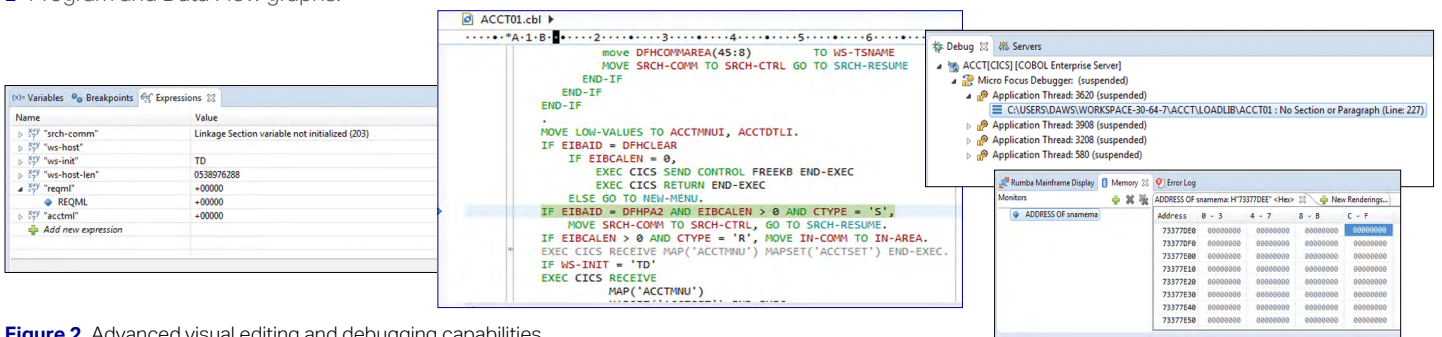 Program and Data Flow graphs.
(x)= Variables Breakpoints Expressions
Name Value
"srch-comm" Linkage Section variable not initialized (203)
"ws-host"
"ws-init" TD
"ws-host-len" 0538976288
"reqml" +00000
REQML +00000
"acctml" +00000
Add new expression
ACCT01.cbl
····•·*A·1·B··•····2····•····3····•····4····•····5····•····6····•··
move DFHCOMMAREA(45:8) TO WS-TSNAME
MOVE SRCH-COMM TO SRCH-CTRL GO TO SRCH-RESUME
END-IF
END-IF
END-IF
.
MOVE LOW-VALUES TO ACCTMNUI, ACCTDTLI.
IF EIBAID = DFHCLEAR
IF EIBCALEN = 0,
EXEC CICS SEND CONTROL FREEKB END-EXEC
EXEC CICS RETURN END-EXEC
ELSE GO TO NEW-MENU.
IF EIBAID = DFHPA2 AND EIBCALEN > 0 AND CTYPE = 'S',
MOVE SRCH-COMM TO SRCH-CTRL, GO TO SRCH-RESUME.
IF EIBCALEN > 0 AND CTYPE = 'R', MOVE IN-COMM TO IN-AREA.
* EXEC CICS RECEIVE MAP('ACCTMNU') MAPSET('ACCTSET') END-EXEC.
IF WS-INIT = 'TD'
EXEC CICS RECEIVE
MAP('ACCTMNU')
Debug Servers
ACCT[CICS] [COBOL Enterprise Server]
Micro Focus Debugger: (suspended)
Application Thread: 3620 (suspended)
C:\USERS\DAWS\WORKSPACE-30-64-7\ACCT\LOADLIB\ACCT01 : No Section or Paragraph (Line: 227)
Application Thread: 3908 (suspended)
Application Thread: 3208 (suspended)
Application Thread: 580 (suspended)
Rumba Mainframe Display Memory Error Log
Monitors
ADDRESS OF snamema
ADDRESS OF snamema: H"73377DEE" <Hex> New Renderings...
Address 0 - 3 4 - 7 8 - B C - F
73377DE0 00000000 00000000 00000000 00000000
73377DF0 00000000 00000000 00000000 00000000
73377E00 00000000 00000000 00000000 00000000
73377E10 00000000 00000000 00000000 00000000
73377E20 00000000 00000000 00000000 00000000
73377E30 00000000 00000000 00000000 00000000
73377E40 00000000 00000000 00000000 00000000
73377E50 00000000 00000000 00000000 00000000
Figure 2. Advanced visual editing and debugging capabilities